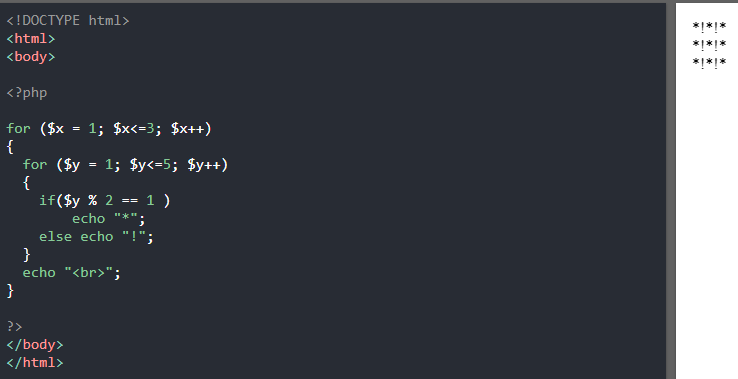 <!DOCTYPE html>
<html>
<body>
<?php
for ($x = 1; $x<=3; $x++)
{
  for ($y = 1; $y<=5; $y++)
  {
    if($y % 2 == 1 )
        echo "*";
    else echo "!";
  }
  echo "<br>";
}
?>
</body>
</html>
*!*!*
*!*!*
*!*!*